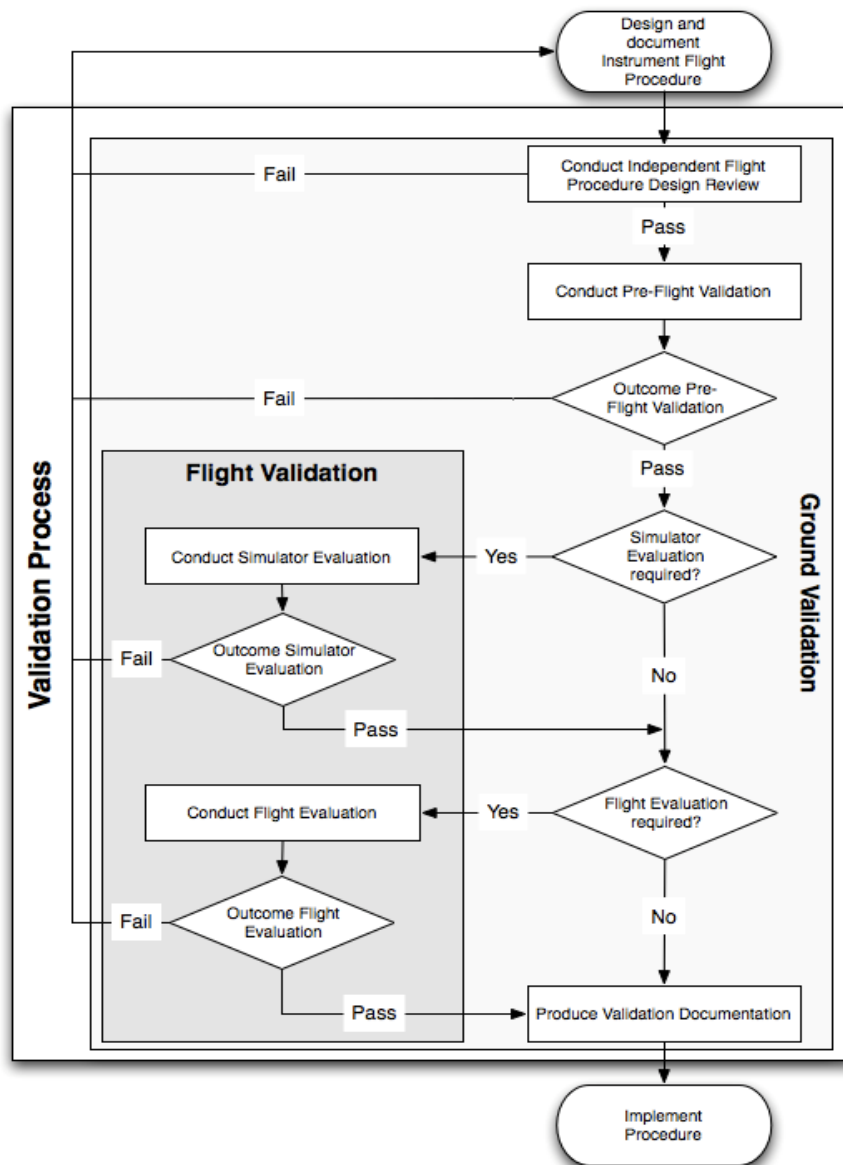 Design and
document
Instrument Flight
Procedure
Fail
Conduct Independent Flight
Procedure Design Review
Pass
Conduct Pre-Flight Validation
Fail
Outcome Pre-
Flight Validation
Pass
Validation Process
Ground Validation
Flight Validation
Conduct Simulator Evaluation
Yes
Simulator
Evaluation
required?
Fail
Outcome Simulator
Evaluation
No
Pass
Conduct Flight Evaluation
Yes
Flight Evaluation
required?
Fail
Outcome Flight
Evaluation
No
Pass
Produce Validation Documentation
Implement
Procedure